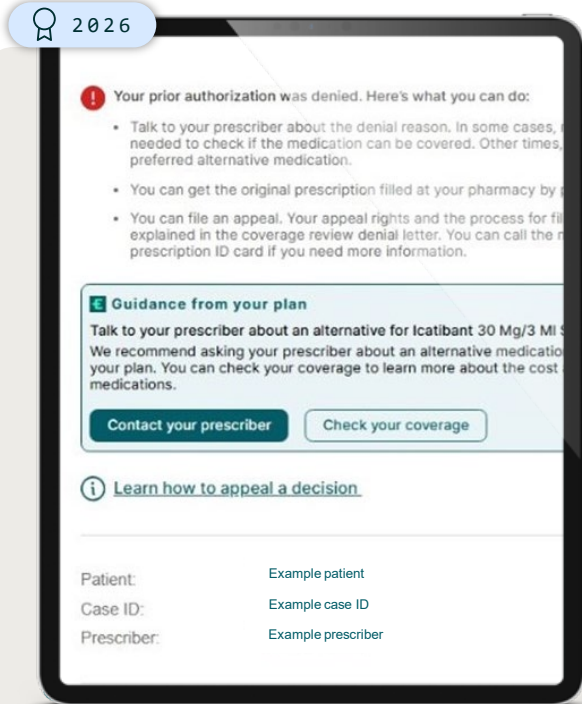 2026
Your prior authorization was denied. Here's what you can do:
• Talk to your prescriber about the denial reason. In some cases,
needed to check if the medication can be covered. Other times,
preferred alternative medication.
• You can get the original prescription filled at your pharmacy by
• You can file an appeal. Your appeal rights and the process for
explained in the coverage review denial letter. You can call the
prescription ID card if you need more information.
Guidance from your plan
Talk to your prescriber about an alternative for Icatibant 30 Mg/3 Ml
We recommend asking your prescriber about an alternative
your plan. You can check your coverage to learn more about the cost
medications.
Contact your prescriber
Check your coverage
Learn how to appeal a decision
Patient: Example patient
Case ID: Example case ID
Prescriber: Example prescriber